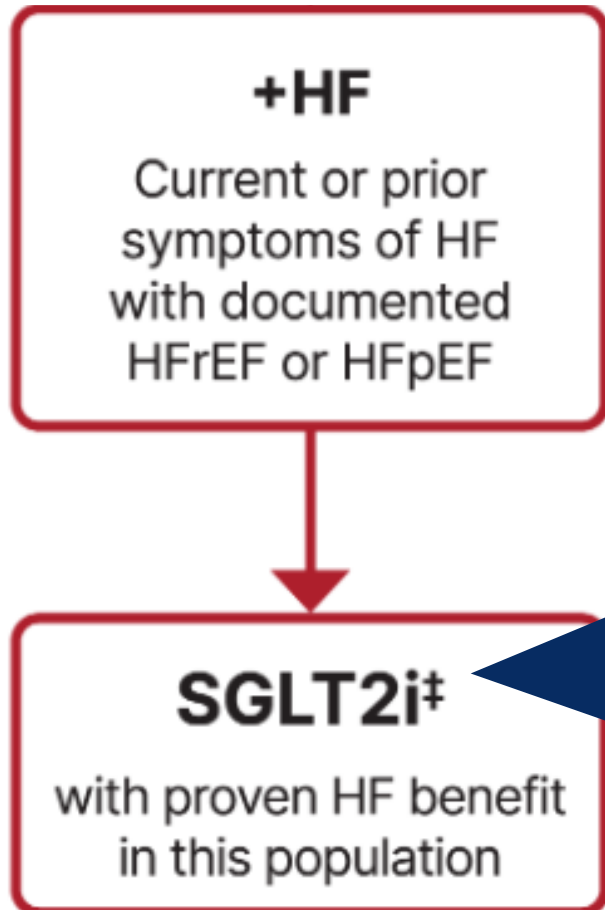 +HF
Current or prior
symptoms of HF
with documented
HFrEF or HFpEF
SGLT2i‡
with proven HF benefit
in this population